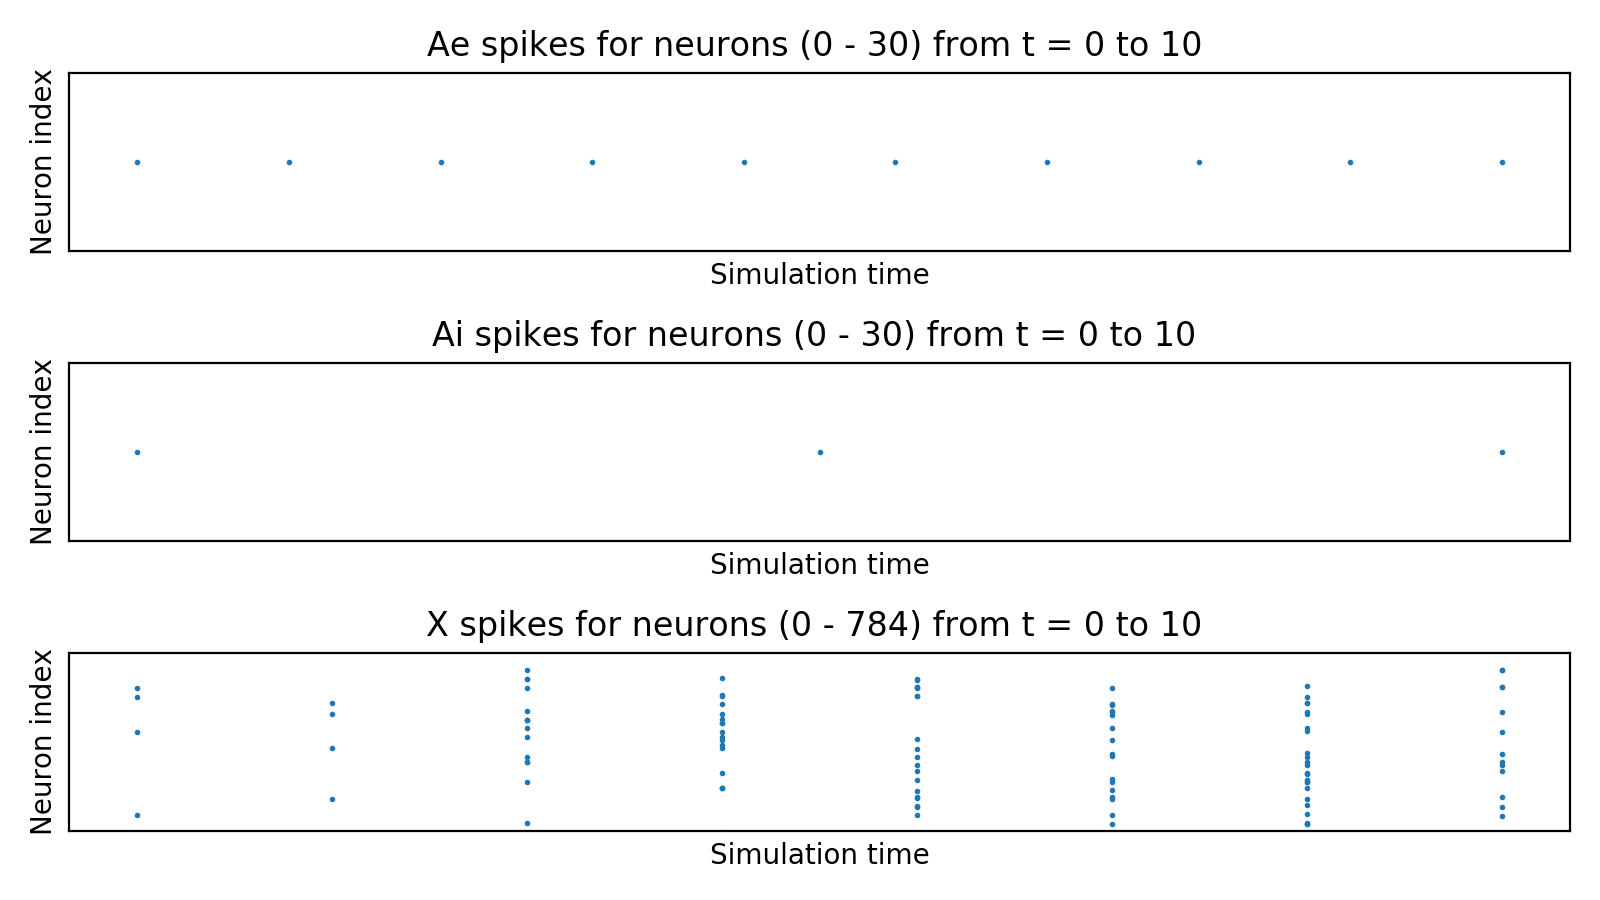 Ae spikes for neurons (0 - 30) from t = 0 to 10
Neuron index
Simulation time
Ai spikes for neurons (0 - 30) from t = 0 to 10
Neuron index
Simulation time
X spikes for neurons (0 - 784) from t = 0 to 10
Neuron index
Simulation time